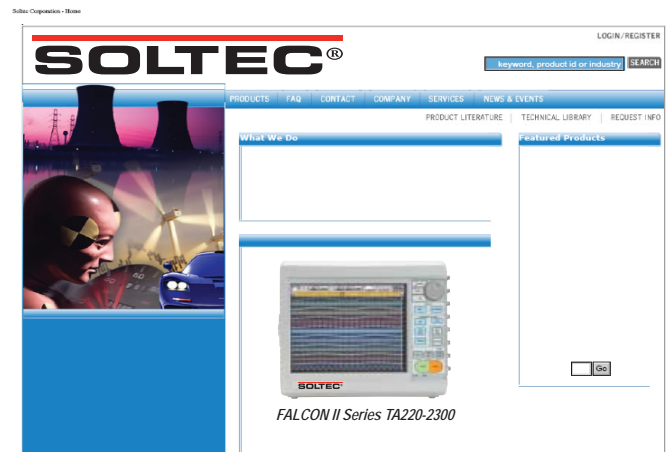 Soltec Corporation - Home
LOGIN/REGISTER
SOLTEC®
keyword, product id or industry SEARCH
PRODUCTS FAQ CONTACT COMPANY SERVICES NEWS & EVENTS
PRODUCT LITERATURE | TECHNICAL LIBRARY | REQUEST INFO
What We Do
Featured Products
Go
SOLTEC
FALCON II Series TA220-2300